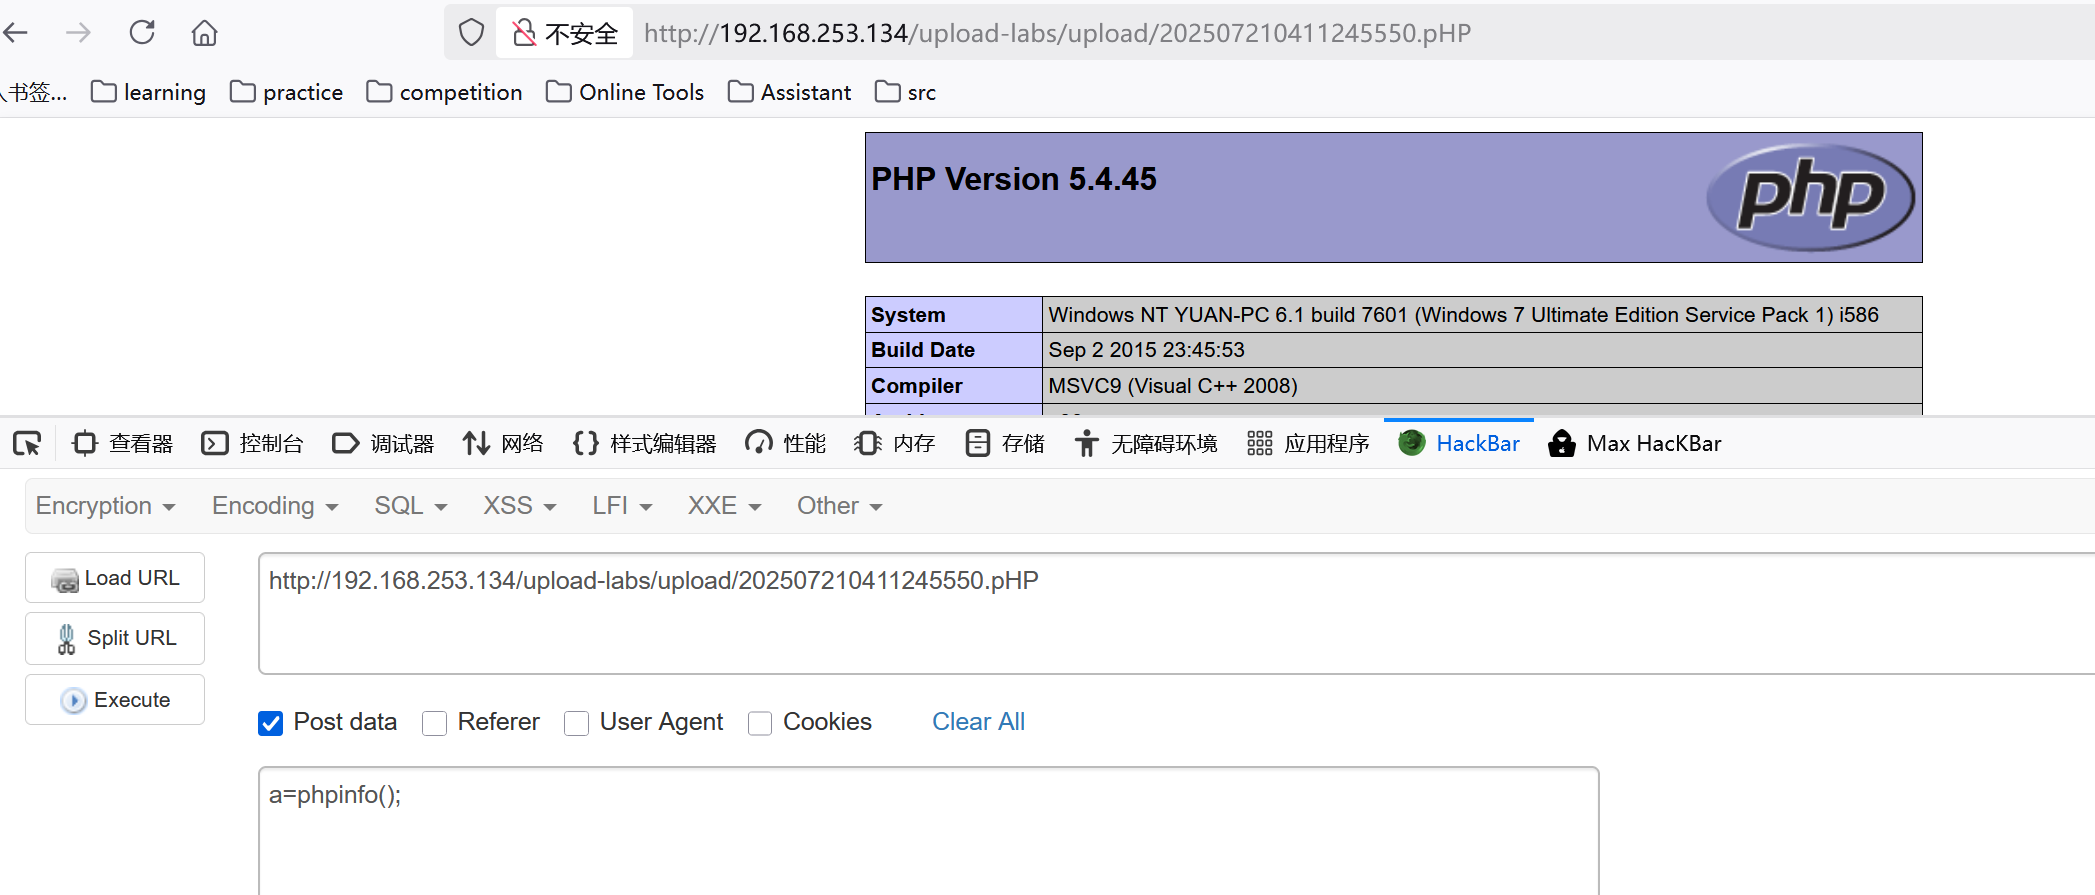 不安全 http://192.168.253.134/upload-labs/upload/202507210411245550.pHP
书签... learning practice competition Online Tools Assistant src
PHP Version 5.4.45
php
System Windows NT YUAN-PC 6.1 build 7601 (Windows 7 Ultimate Edition Service Pack 1) i586
Build Date Sep 2 2015 23:45:53
Compiler MSVC9 (Visual C++ 2008)
查看器 控制台 调试器 网络 样式编辑器 性能 内存 存储 无障碍环境 应用程序 HackBar Max HacKBar
Encryption Encoding SQL XSS LFI XXE Other
Load URL http://192.168.253.134/upload-labs/upload/202507210411245550.pHP
Split URL
Execute
Post data Referer User Agent Cookies Clear All
a=phpinfo();